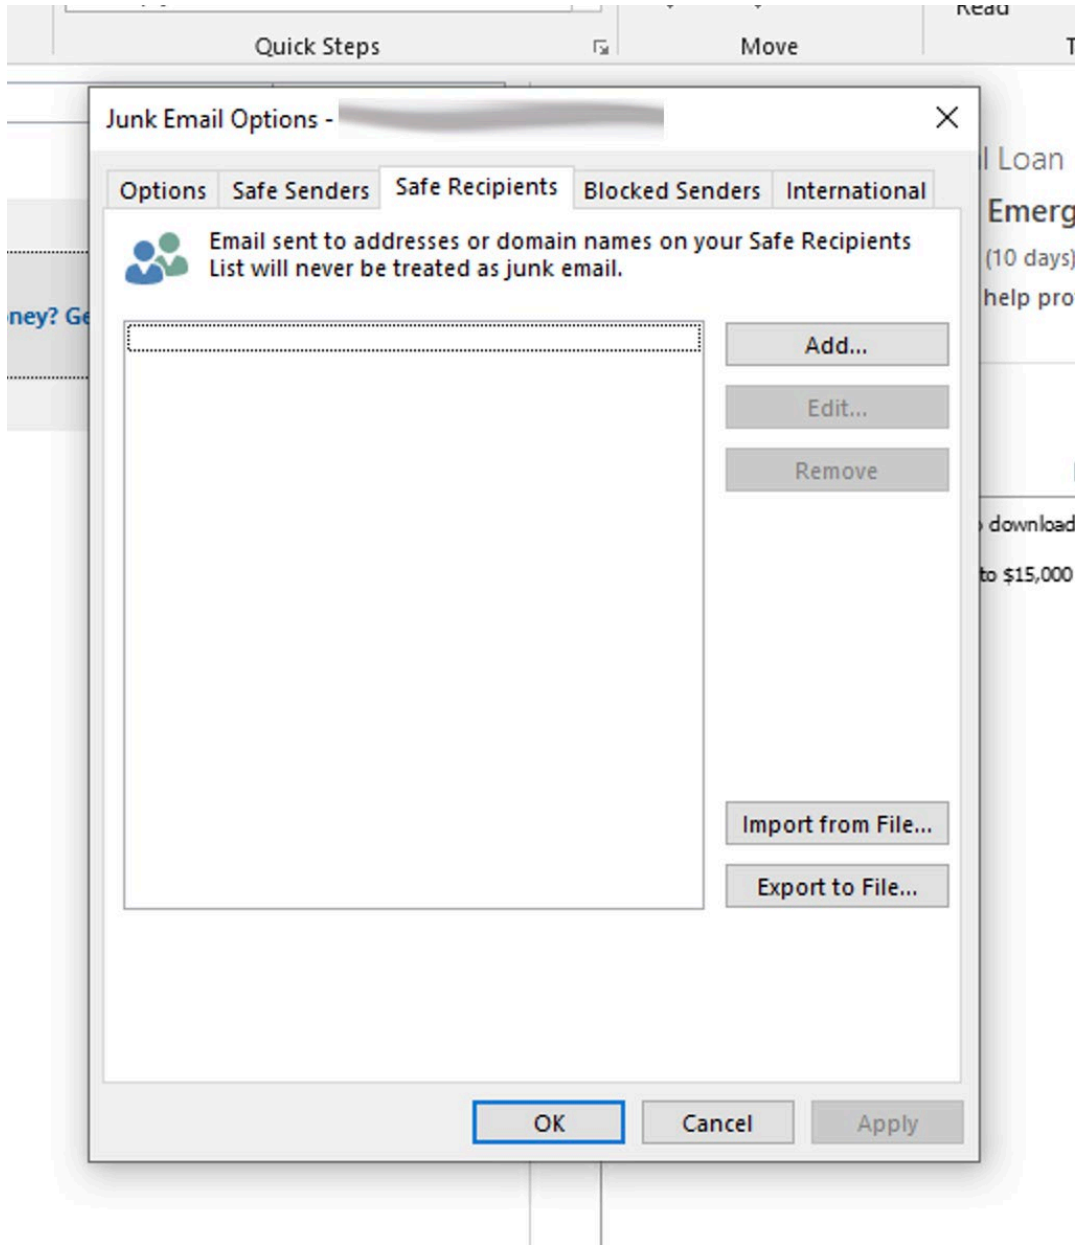 Read
Quick Steps
Move
Junk Email Options -
l Loan
Options Safe Senders Safe Recipients Blocked Senders International
Emerg
Email sent to addresses or domain names on your Safe Recipients
(10 days)
List will never be treated as junk email.
help pro
ney? Ge
Add...
Edit...
Remove
download
to $15,000
Import from File...
Export to File...
OK Cancel Apply